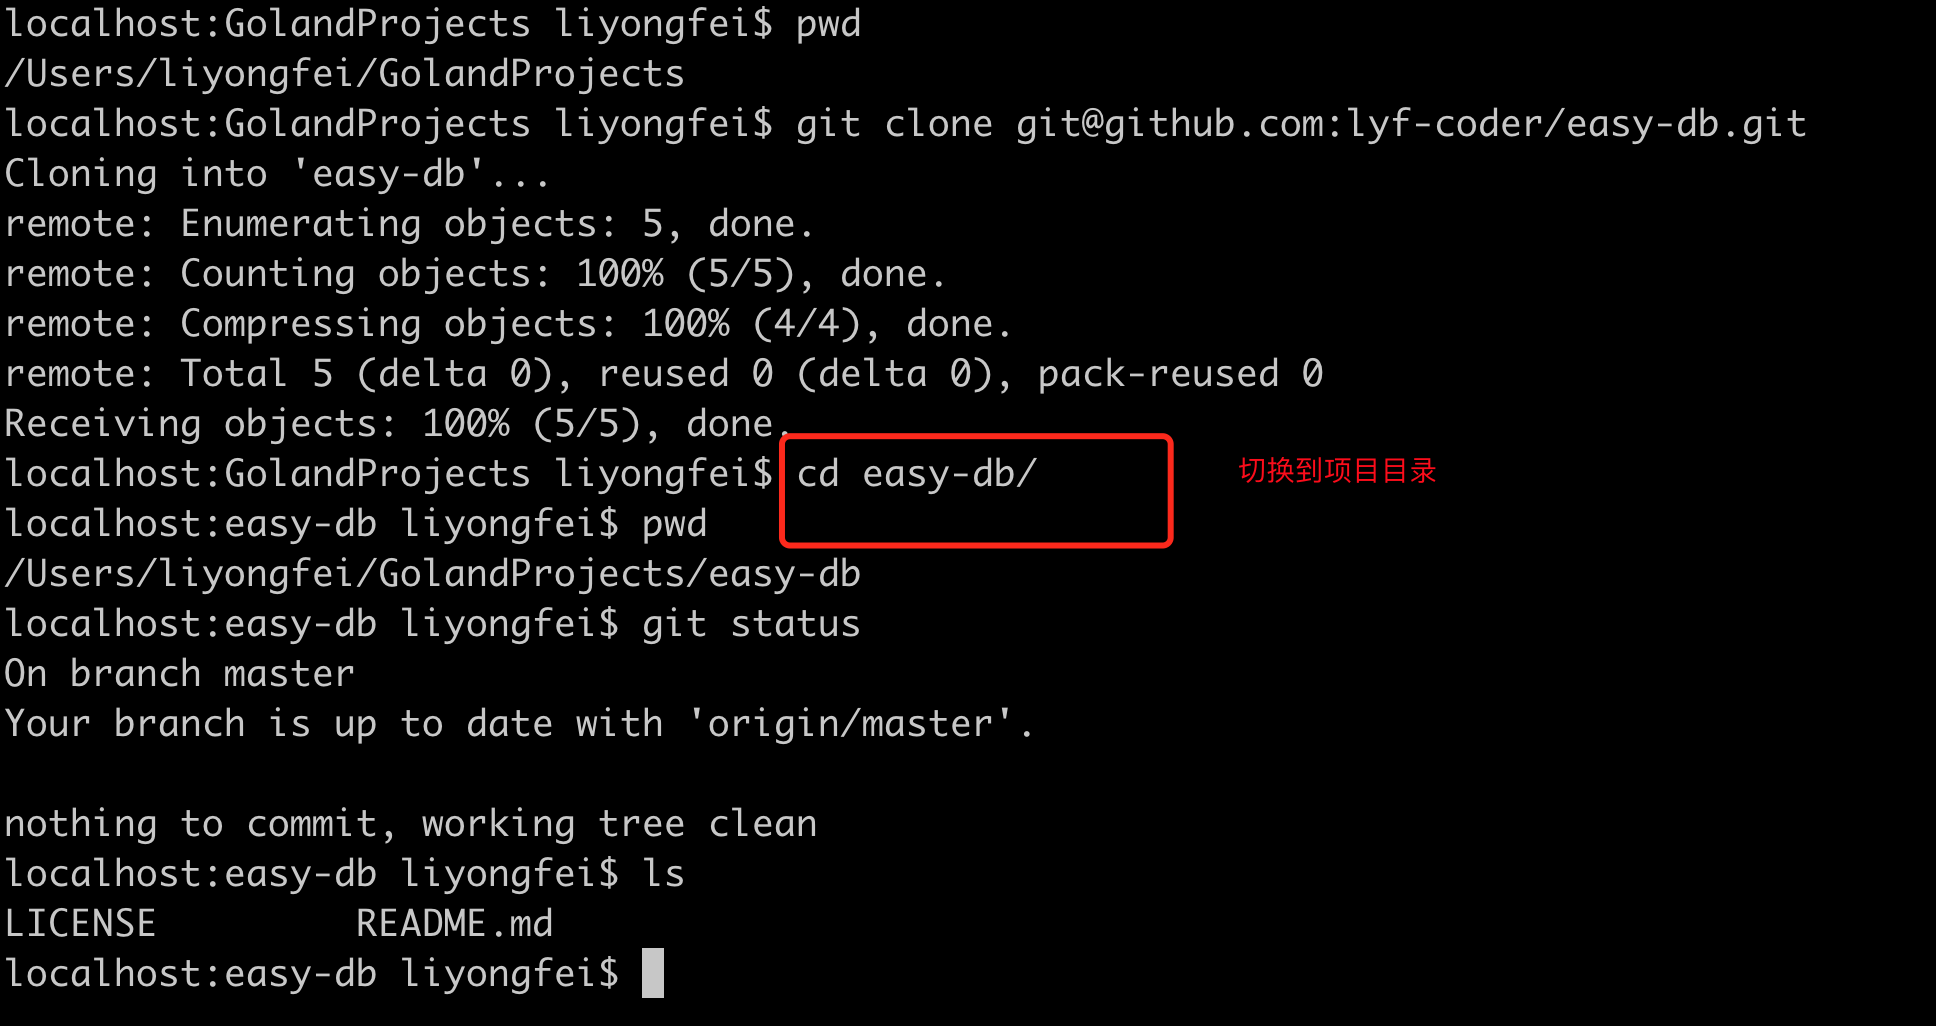 localhost:GolandProjects liyongfei$ pwd
/Users/liyongfei/GolandProjects
localhost:GolandProjects liyongfei$ git clone git@github.com:lyf-coder/easy-db.git
Cloning into 'easy-db'...
remote: Enumerating objects: 5, done.
remote: Counting objects: 100% (5/5), done.
remote: Compressing objects: 100% (4/4), done.
remote: Total 5 (delta 0), reused 0 (delta 0), pack-reused 0
Receiving objects: 100% (5/5), done.
localhost:GolandProjects liyongfei$ cd easy-db/ 切换到项目目录
localhost:easy-db liyongfei$ pwd
/Users/liyongfei/GolandProjects/easy-db
localhost:easy-db liyongfei$ git status
On branch master
Your branch is up to date with 'origin/master'.
nothing to commit, working tree clean
localhost:easy-db liyongfei$ ls
LICENSE README.md
localhost:easy-db liyongfei$